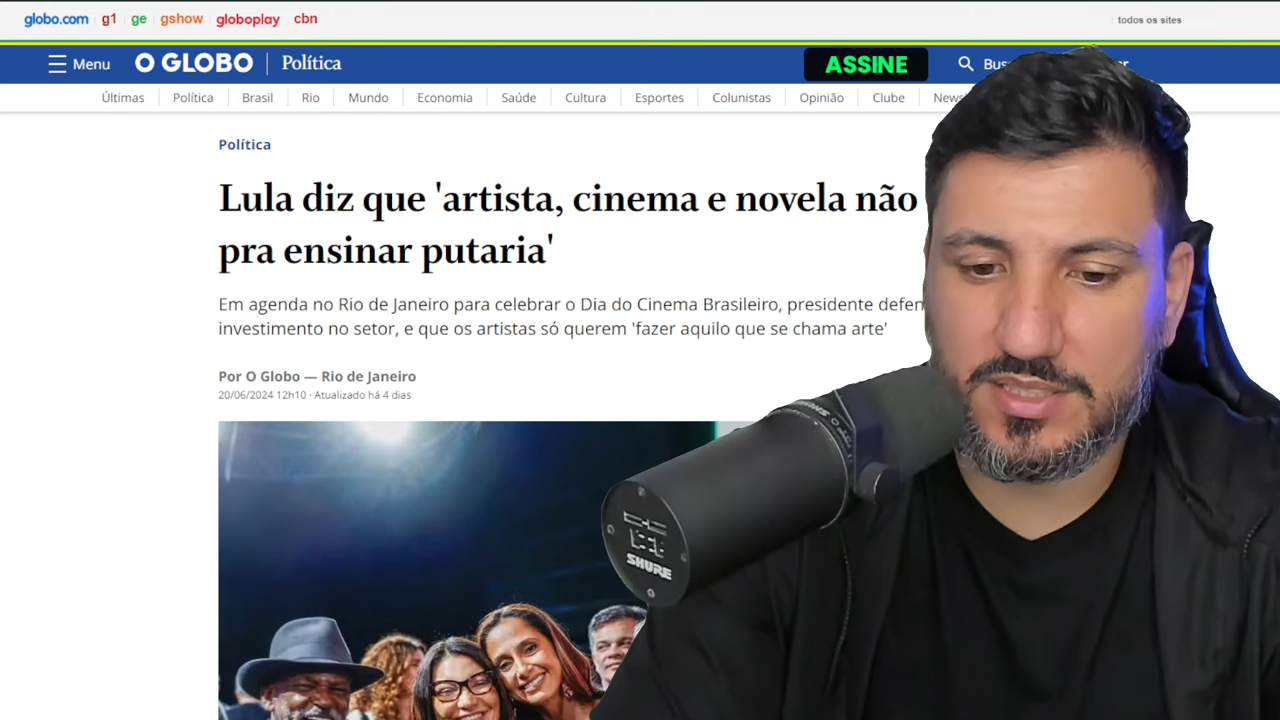 globo.com g1 ge gshow globoplay cbn todos os sites
Menu O GLOBO Política ASSINE
Últimas Política Brasil Rio Mundo Economia Saúde Cultura Esportes Colunistas Opinião Clube
Política
Lula diz que 'artista, cinema e novela não
pra ensinar putaria'
Em agenda no Rio de Janeiro para celebrar o Dia do Cinema Brasileiro, presidente
investimento no setor, e que os artistas só querem 'fazer aquilo que se chama arte'
Por O Globo — Rio de Janeiro
20/06/2024 12h10 · Atualizado há 4 dias
SHURE